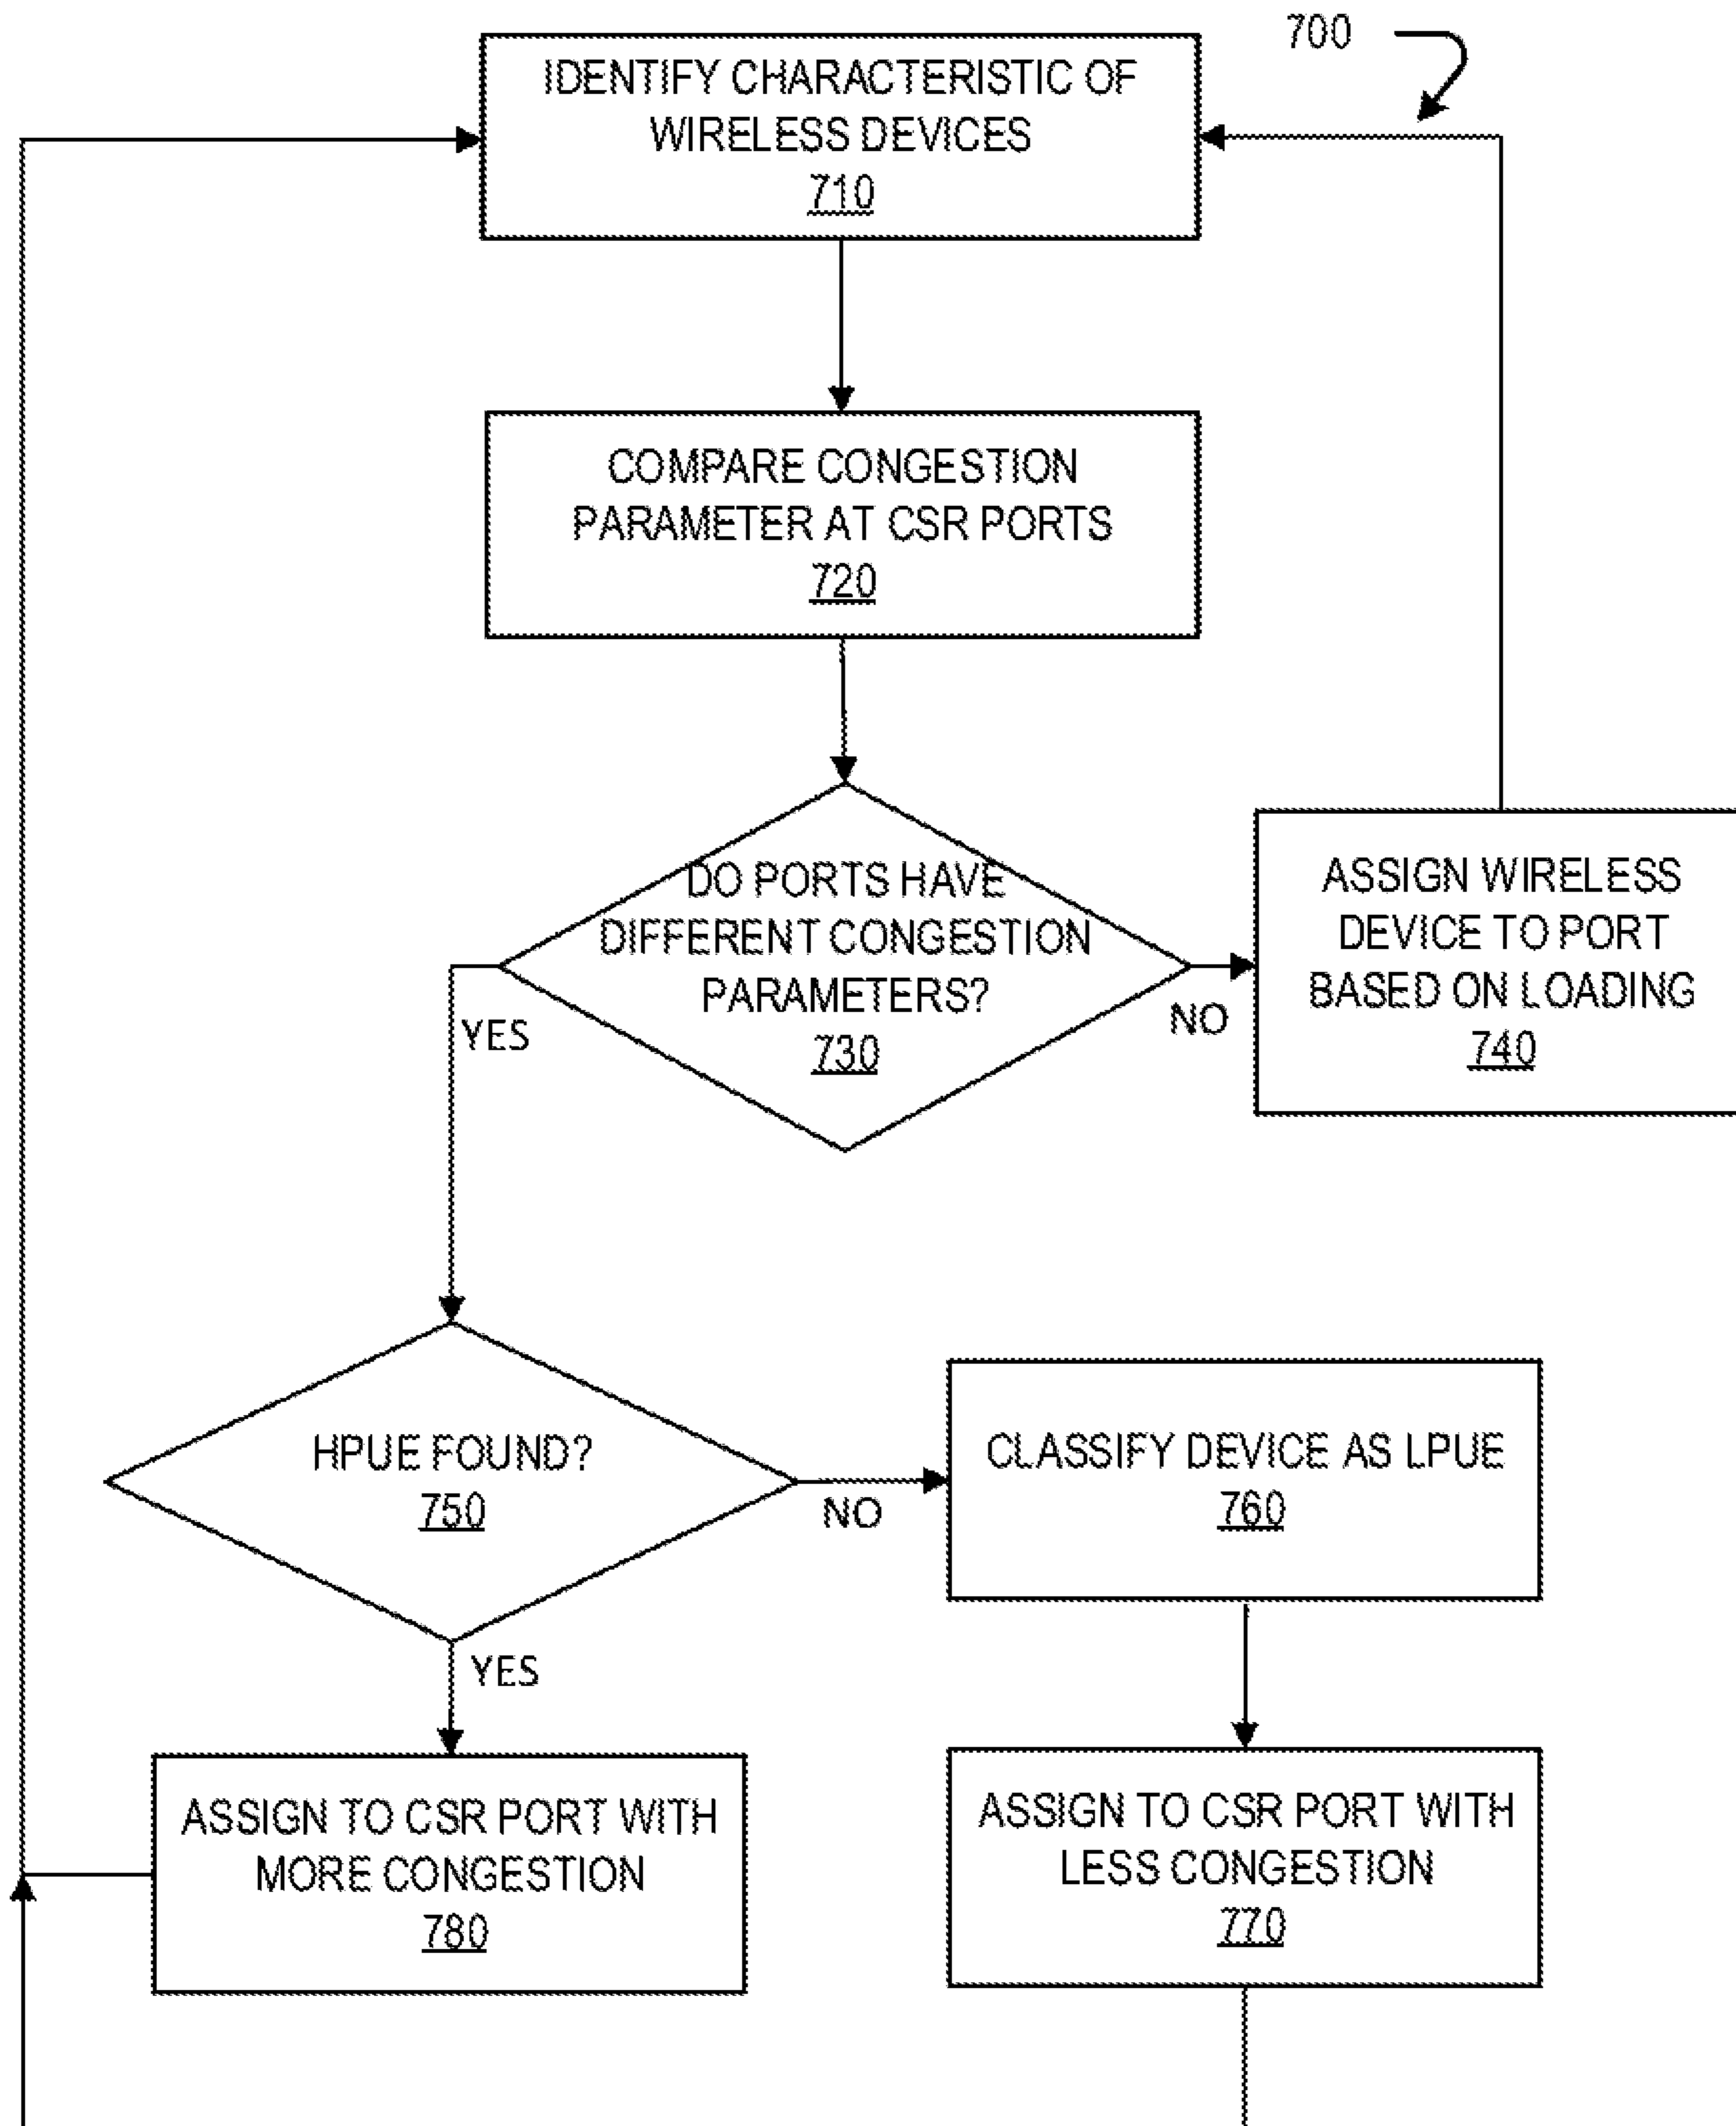 700
IDENTIFY CHARACTERISTIC OF
WIRELESS DEVICES
710
COMPARE CONGESTION
PARAMETER AT CSR PORTS
720
DO PORTS HAVE
DIFFERENT CONGESTION
PARAMETERS?
730
YES
NO
ASSIGN WIRELESS
DEVICE TO PORT
BASED ON LOADING
740
HPUE FOUND?
750
NO
YES
CLASSIFY DEVICE AS LPUE
760
ASSIGN TO CSR PORT WITH
MORE CONGESTION
780
ASSIGN TO CSR PORT WITH
LESS CONGESTION
770